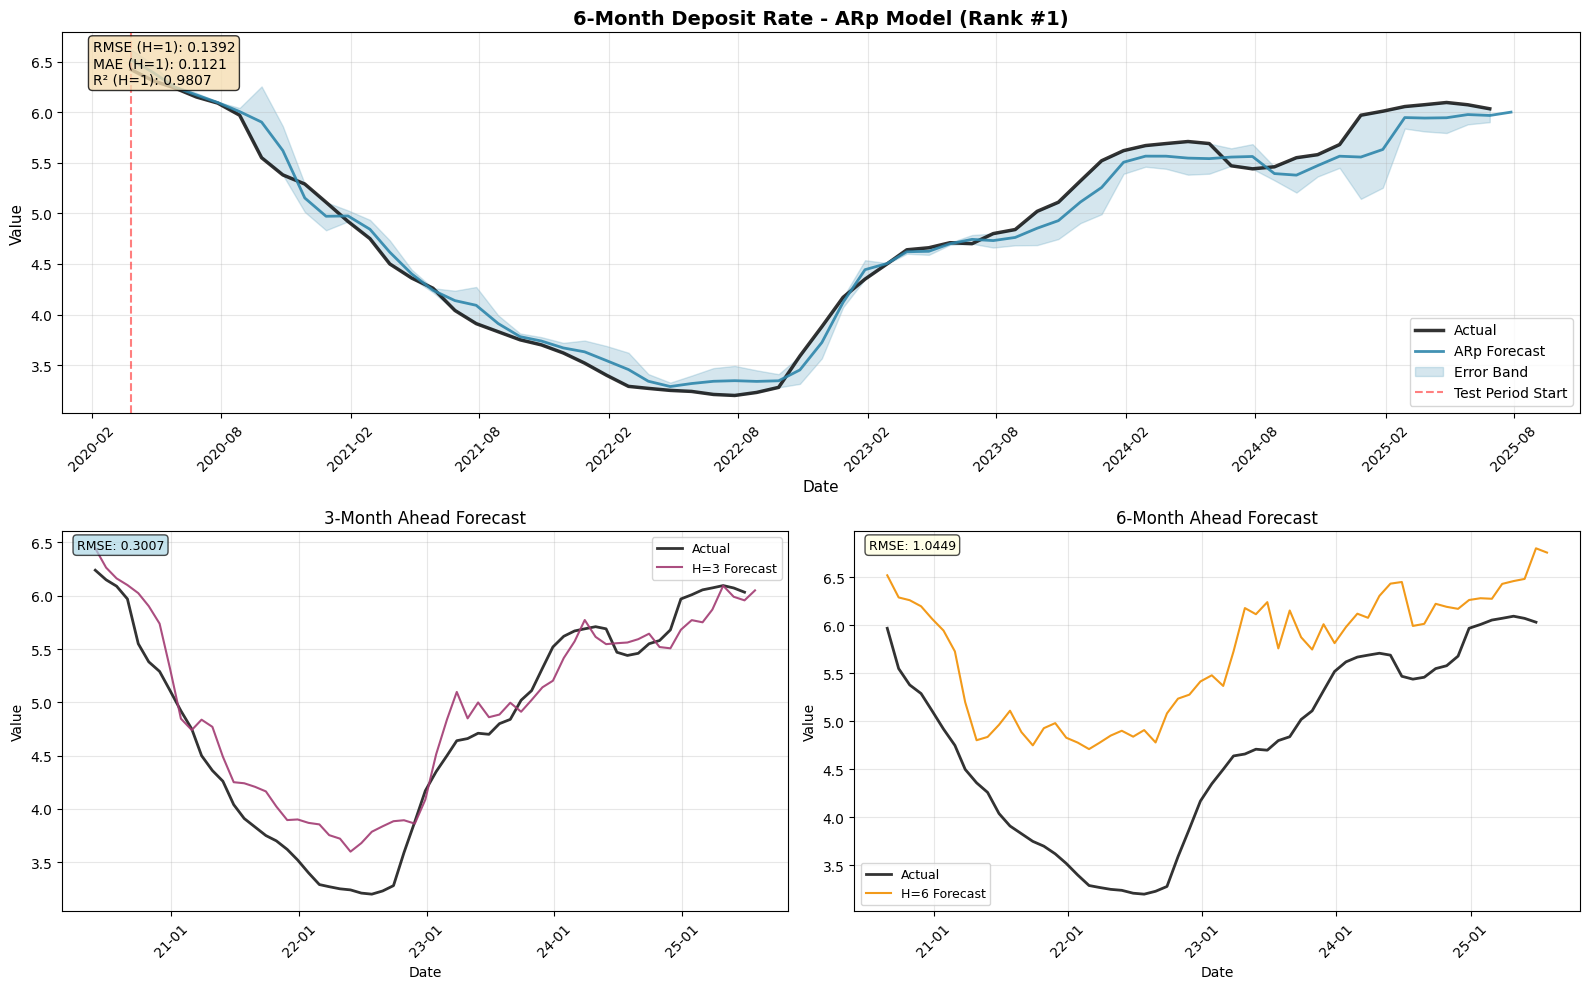 6-Month Deposit Rate - ARp Model (Rank #1)
RMSE (H=1): 0.1392
MAE (H=1): 0.1121
R² (H=1): 0.9807
Value
6.5
6.0
5.5
5.0
4.5
4.0
3.5
Actual
ARp Forecast
Error Band
Test Period Start
2020-02
2020-08
2021-02
2021-08
2022-02
2022-08
2023-02
2023-08
2024-02
2024-08
2025-02
2025-08
Date
3-Month Ahead Forecast
RMSE: 0.3007
Actual
H=3 Forecast
Value
6.5
6.0
5.5
5.0
4.5
4.0
3.5
21-01
22-01
23-01
24-01
25-01
Date
6-Month Ahead Forecast
RMSE: 1.0449
Value
6.5
6.0
5.5
5.0
4.5
4.0
3.5
Actual
H=6 Forecast
21-01
22-01
23-01
24-01
25-01
Date